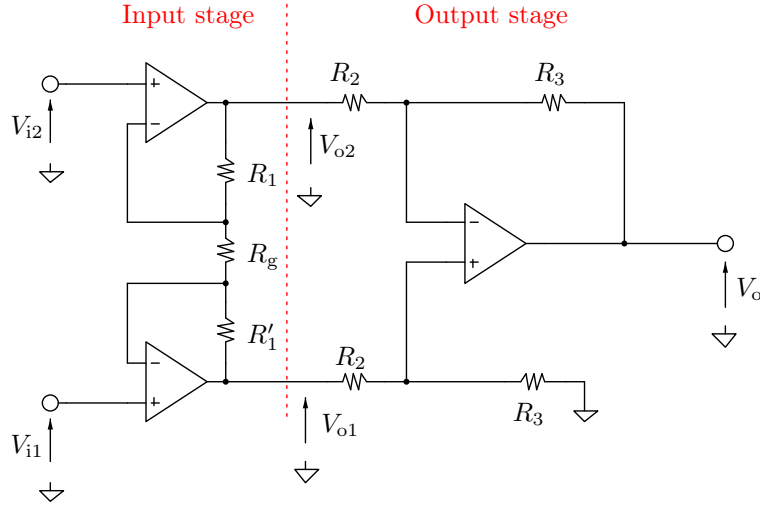 Input stage
Output stage
R2
R3
+
−
Vi2
Vo2
R1
−
Rg
+
Vo
R′1
−
R2
+
R3
Vo1
Vi1